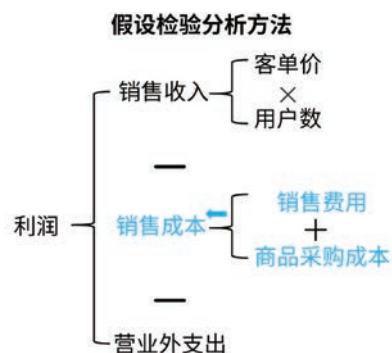 假设检验分析方法
客单价
销售收入
×
用户数
—
销售费用
利润
销售成本
+
商品采购成本
—
营业外支出